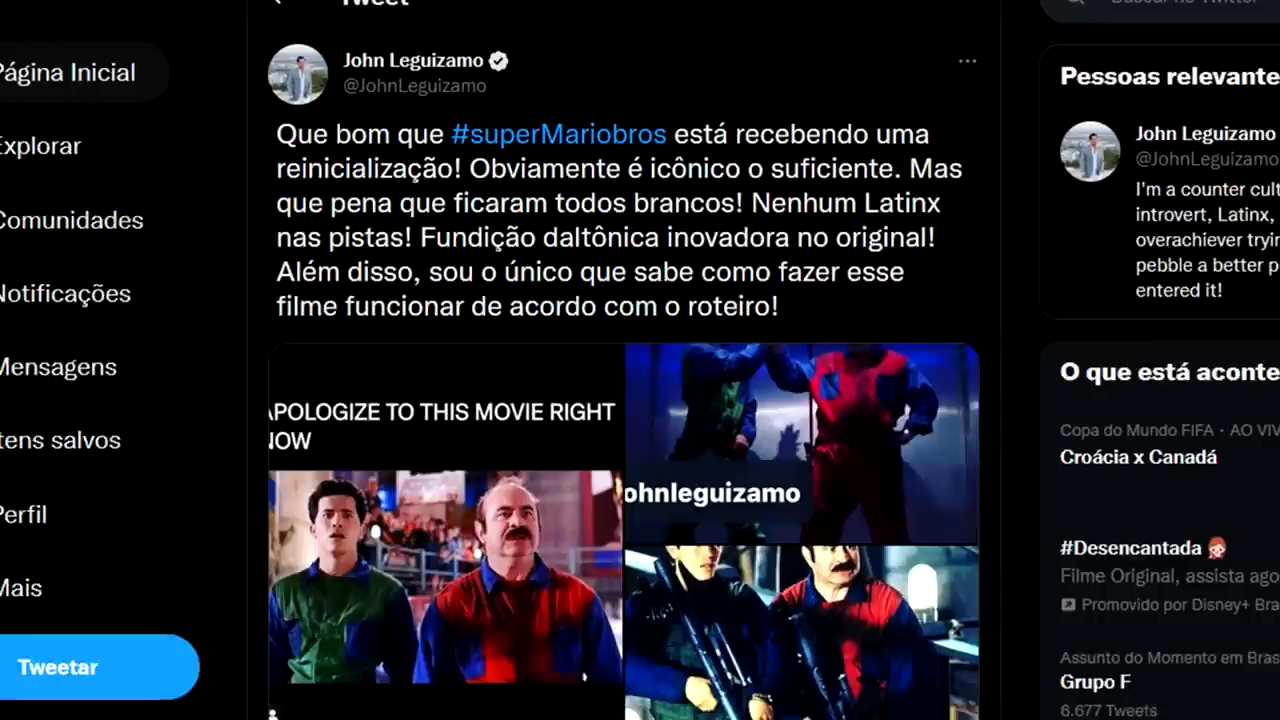 Tweet
Página Inicial
Explorar
Comunidades
Notificações
Mensagens
Itens salvos
Perfil
Mais
Tweetar
John Leguizamo
@JohnLeguizamo
Que bom que #superMariobros está recebendo uma
reinicialização! Obviamente é icônico o suficiente. Mas
que pena que ficaram todos brancos! Nenhum Latinx
nas pistas! Fundição daltônica inovadora no original!
Além disso, sou o único que sabe como fazer esse
filme funcionar de acordo com o roteiro!
APOLOGIZE TO THIS MOVIE RIGHT
NOW
ohnleguizamo
Pessoas relevante
John Leguizamo
@JohnLeguizamo
I'm a counter cult
introvert, Latinx,
overachiever tryin
pebble a better p
entered it!
O que está aconte
Copa do Mundo FIFA · AO VIV
Croácia x Canadá
#Desencantada
Filme Original, assista ago
Promovido por Disney+ Bra
Assunto do Momento em Bras
Grupo F
6.677 Tweets